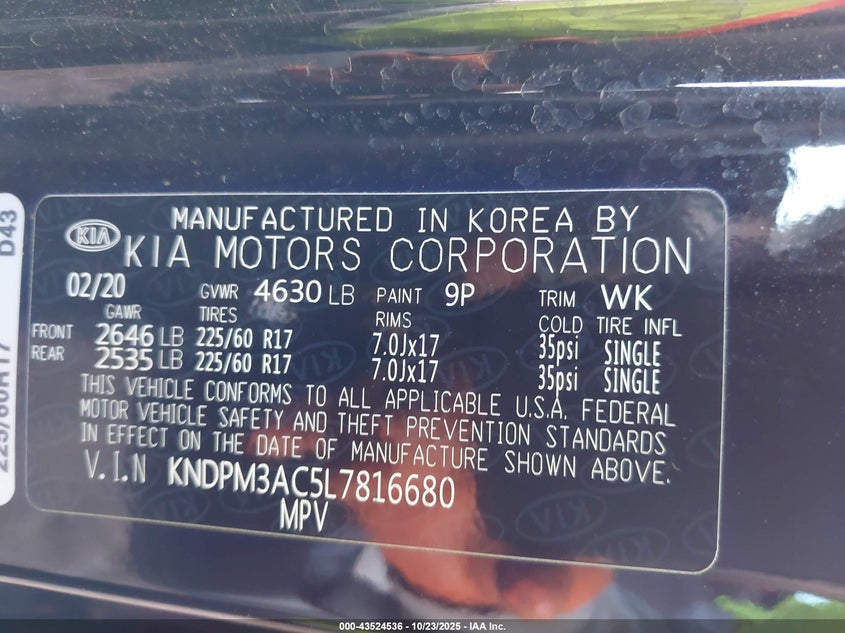 D43
225/60R17
KIA
MANUFACTURED IN KOREA BY
KIA MOTORS CORPORATION
02/20 GVWR 4630 LB PAINT 9P TRIM WK
GAWR TIRES RIMS COLD TIRE INFL
FRONT 2646 LB 225/60 R17 7.0Jx17 35psi SINGLE
REAR 2535 LB 225/60 R17 7.0Jx17 35psi SINGLE
THIS VEHICLE CONFORMS TO ALL APPLICABLE U.S.A. FEDERAL
MOTOR VEHICLE SAFETY AND THEFT PREVENTION STANDARDS
IN EFFECT ON THE DATE OF MANUFACTURE SHOWN ABOVE.
V.I.N KNDPM3AC5L7816680
MPV
000-43524536 - 10/23/2025 - IAA Inc.